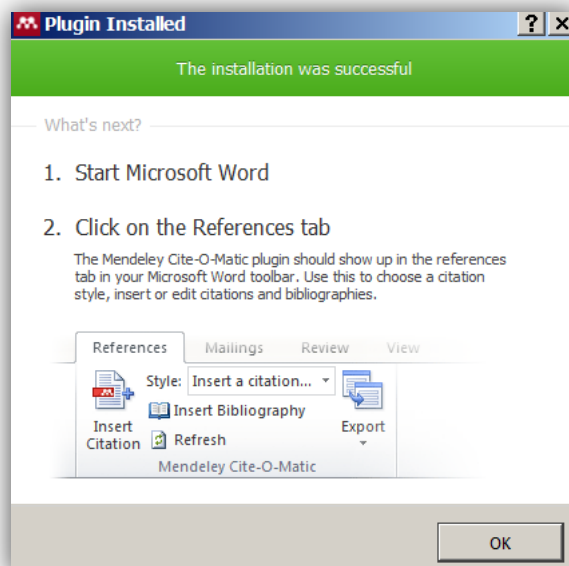 Plugin Installed
The installation was successful
What's next?
1. Start Microsoft Word
2. Click on the References tab
The Mendeley Cite-O-Matic plugin should show up in the references
tab in your Microsoft Word toolbar. Use this to choose a citation
style, insert or edit citations and bibliographies.
References Mailings Review View
Style: Insert a citation...
Insert Bibliography
Insert
Citation
Refresh
Export
Mendeley Cite-O-Matic
OK